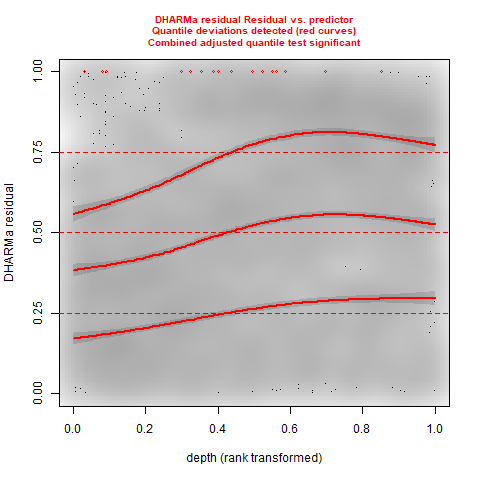 DHARMa residual Residual vs. predictor
Quantile deviations detected (red curves)
Combined adjusted quantile test significant
1.00
0.75
0.50
0.25
0.00
DHARMa residual
0.0 0.2 0.4 0.6 0.8 1.0
depth (rank transformed)